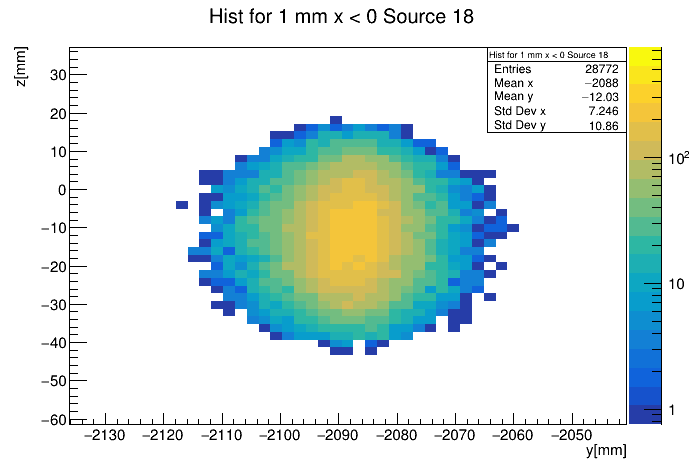 Hist for 1 mm x < 0 Source 18
z[mm]
Hist for 1 mm x < 0 Source 18
Entries 28772
Mean x −2088
Mean y −12.03
Std Dev x 7.246
Std Dev y 10.86
30
20
10
0
−10
−20
−30
−40
−50
−60
10²
10
1
−2130 −2120 −2110 −2100 −2090 −2080 −2070 −2060 −2050
y[mm]